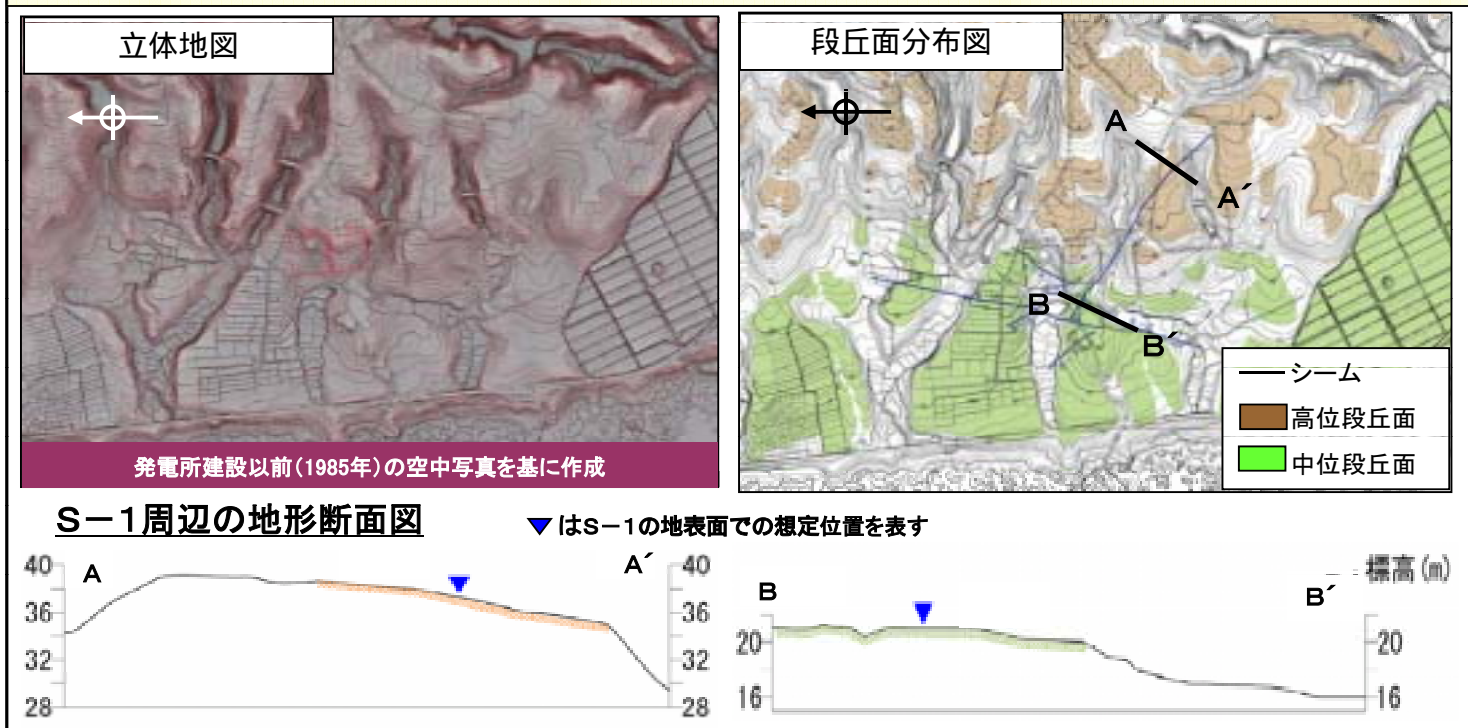 立体地図
発電所建設以前(1985年)の空中写真を基に作成
段丘面分布図
A
A´
B
B´
シーム
高位段丘面
中位段丘面
S-1周辺の地形断面図
▼はS-1の地表面での想定位置を表す
40
36
32
28
A
A´
40
36
32
28
B
B´
20
16
標高(m)
20
16